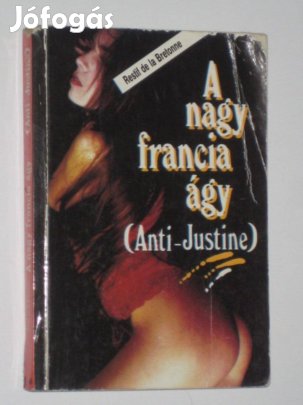 Jófogás
Restif de la Bretonne
A
nagy
francia
ágy
(Anti-Justine)